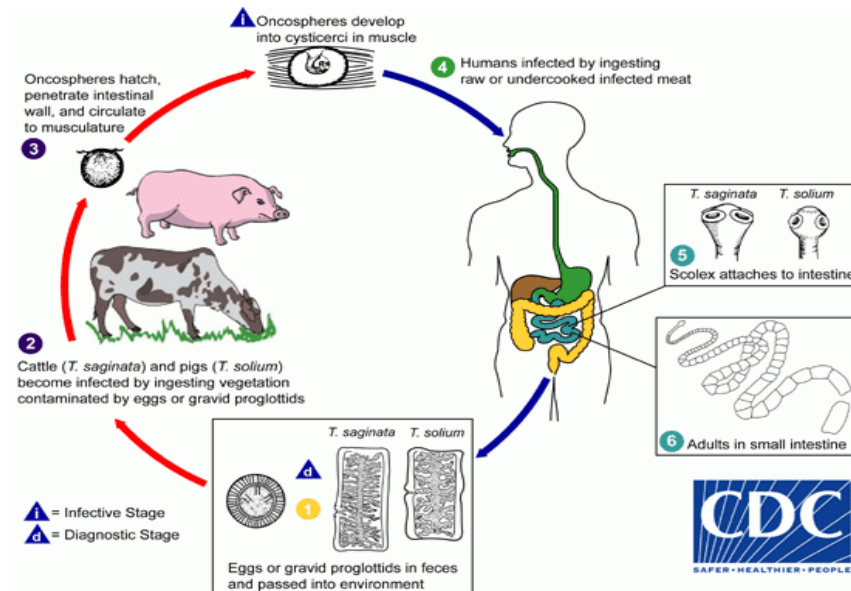 i
Oncospheres develop
into cysticerci in muscle
4
Humans infected by ingesting
raw or undercooked infected meat
Oncospheres hatch,
penetrate intestinal
wall, and circulate
to musculature
3
T. saginata
T. solium
5
Scolex attaches to intestine
2
Cattle (T. saginata) and pigs (T. solium)
become infected by ingesting vegetation
contaminated by eggs or gravid proglottids
6
Adults in small intestine
T. saginata
T. solium
d
1
Eggs or gravid proglottids in feces
and passed into environment
i = Infective Stage
d = Diagnostic Stage
CDC
SAFER•HEALTHIER•PEOPLE